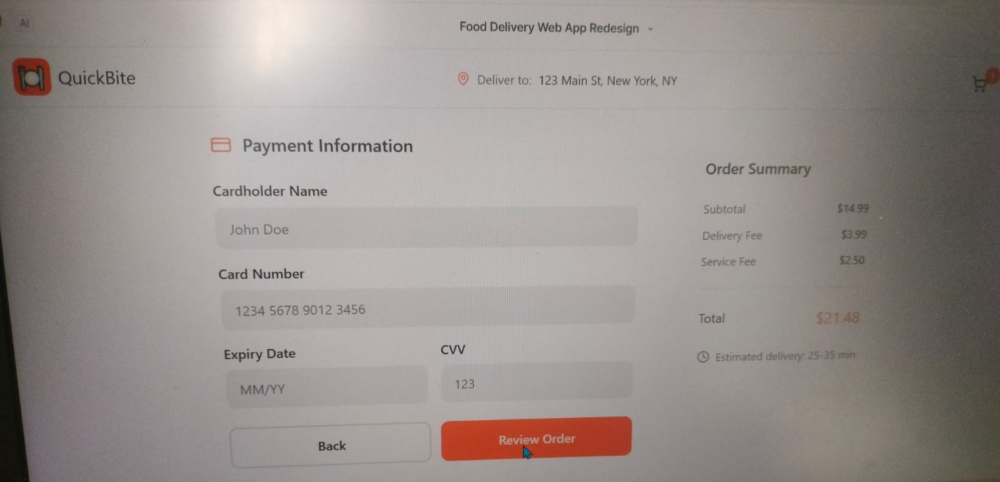 AI
Food Delivery Web App Redesign
QuickBite
Deliver to: 123 Main St, New York, NY
Payment Information
Cardholder Name
John Doe
Card Number
1234 5678 9012 3456
Expiry Date
CVV
MM/YY
123
Back
Review Order
Order Summary
Subtotal $14.99
Delivery Fee $3.99
Service Fee $2.50
Total $21.48
Estimated delivery: 25-35 min